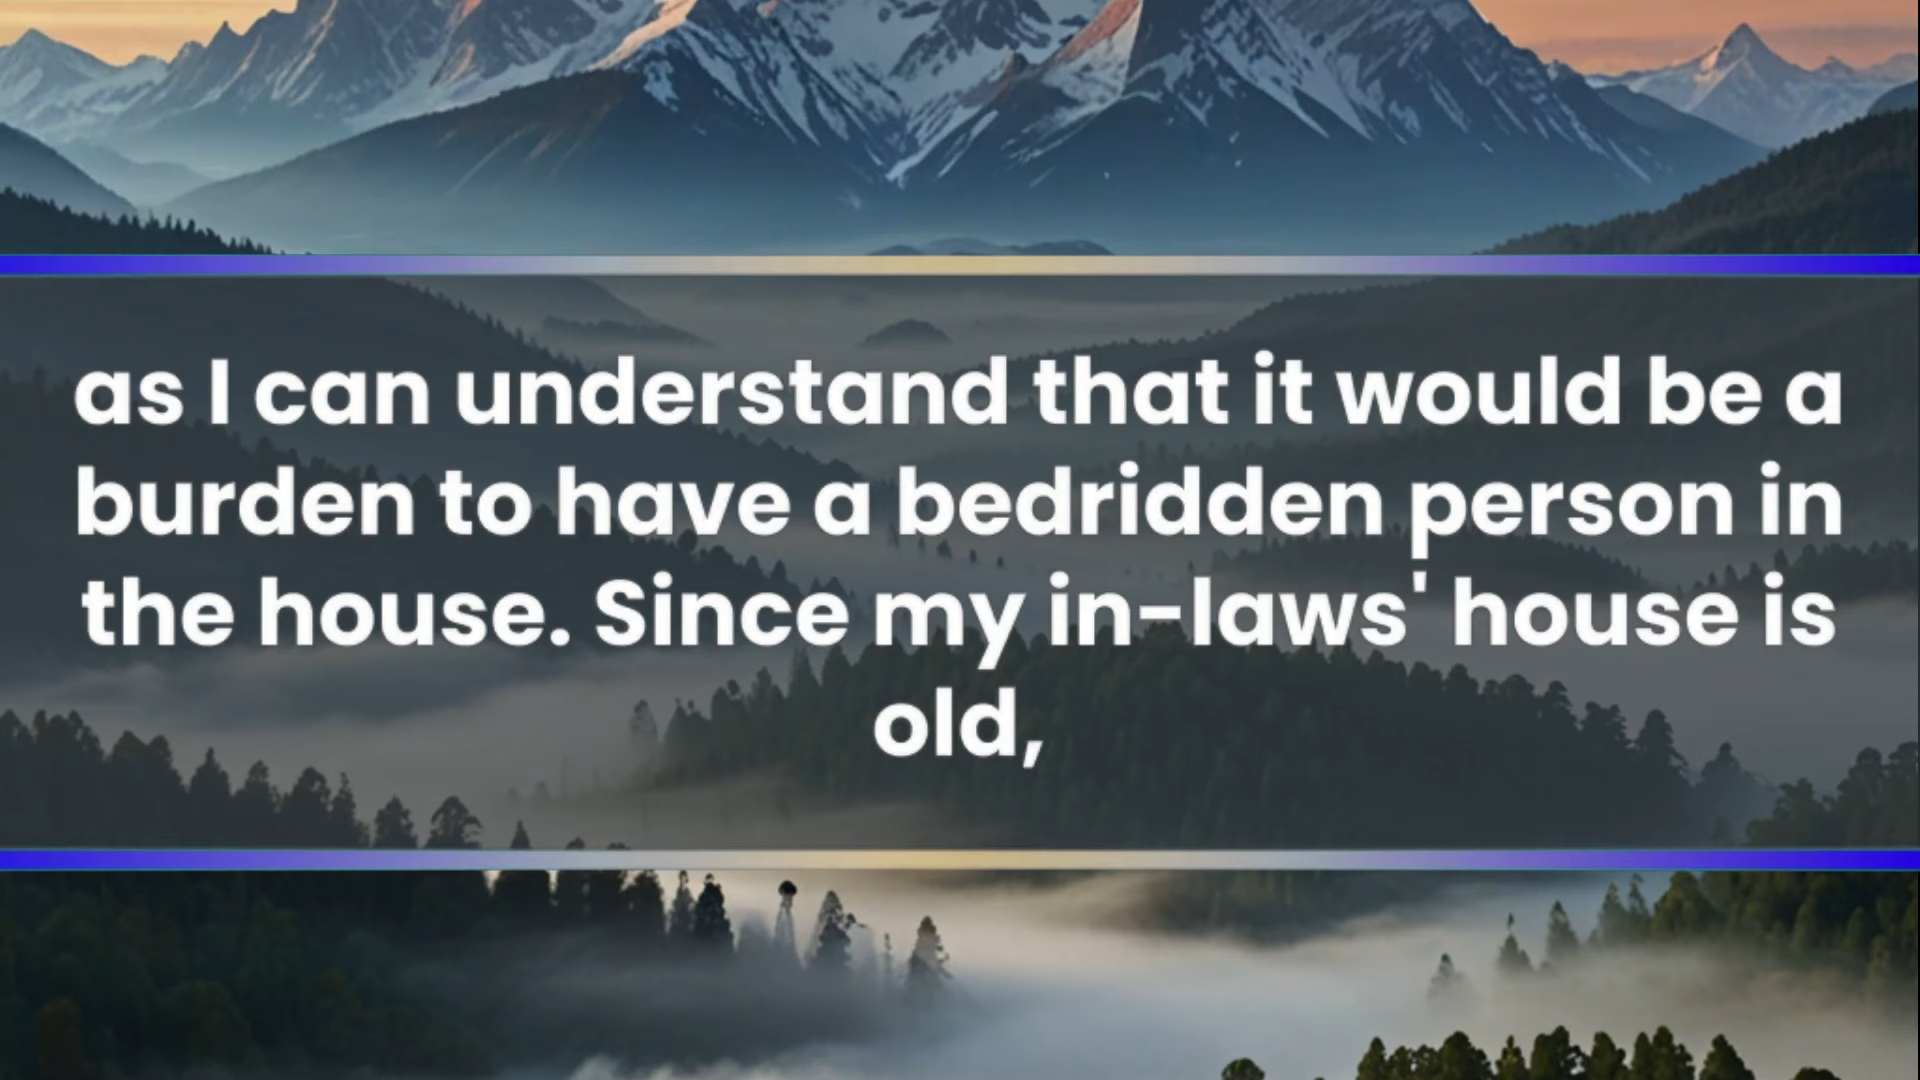 as I can understand that it would be a
burden to have a bedridden person in
the house. Since my in-laws' house is
old,